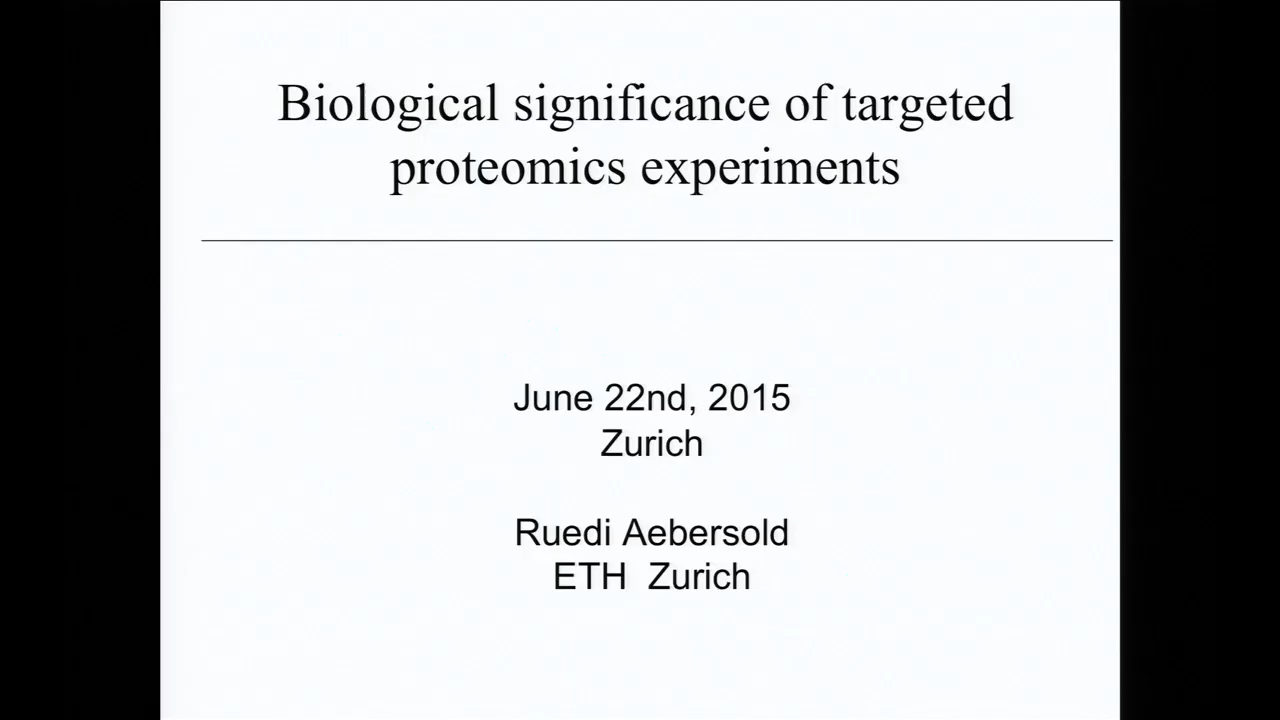 Biological significance of targeted
proteomics experiments
June 22nd, 2015
Zurich
Ruedi Aebersold
ETH Zurich